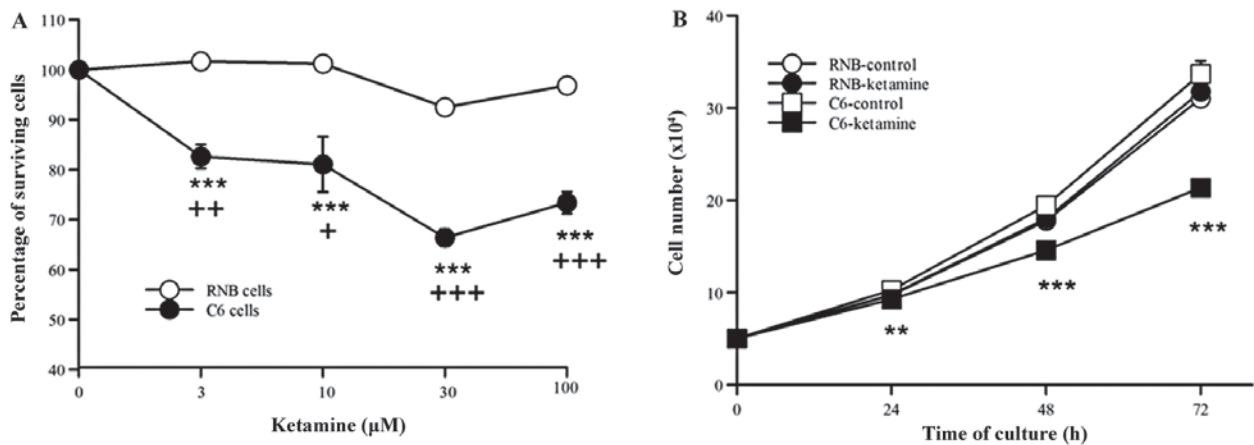 A
110
100
90
80
70
60
50
40
Percentage of surviving cells
***
++
***
+
***
+++
***
+++
RNB cells
C6 cells
0 3 10 30 100
Ketamine (µM)
B
40
30
20
10
0
Cell number (x10⁴)
RNB-control
RNB-ketamine
C6-control
C6-ketamine
**
***
***
0 24 48 72
Time of culture (h)